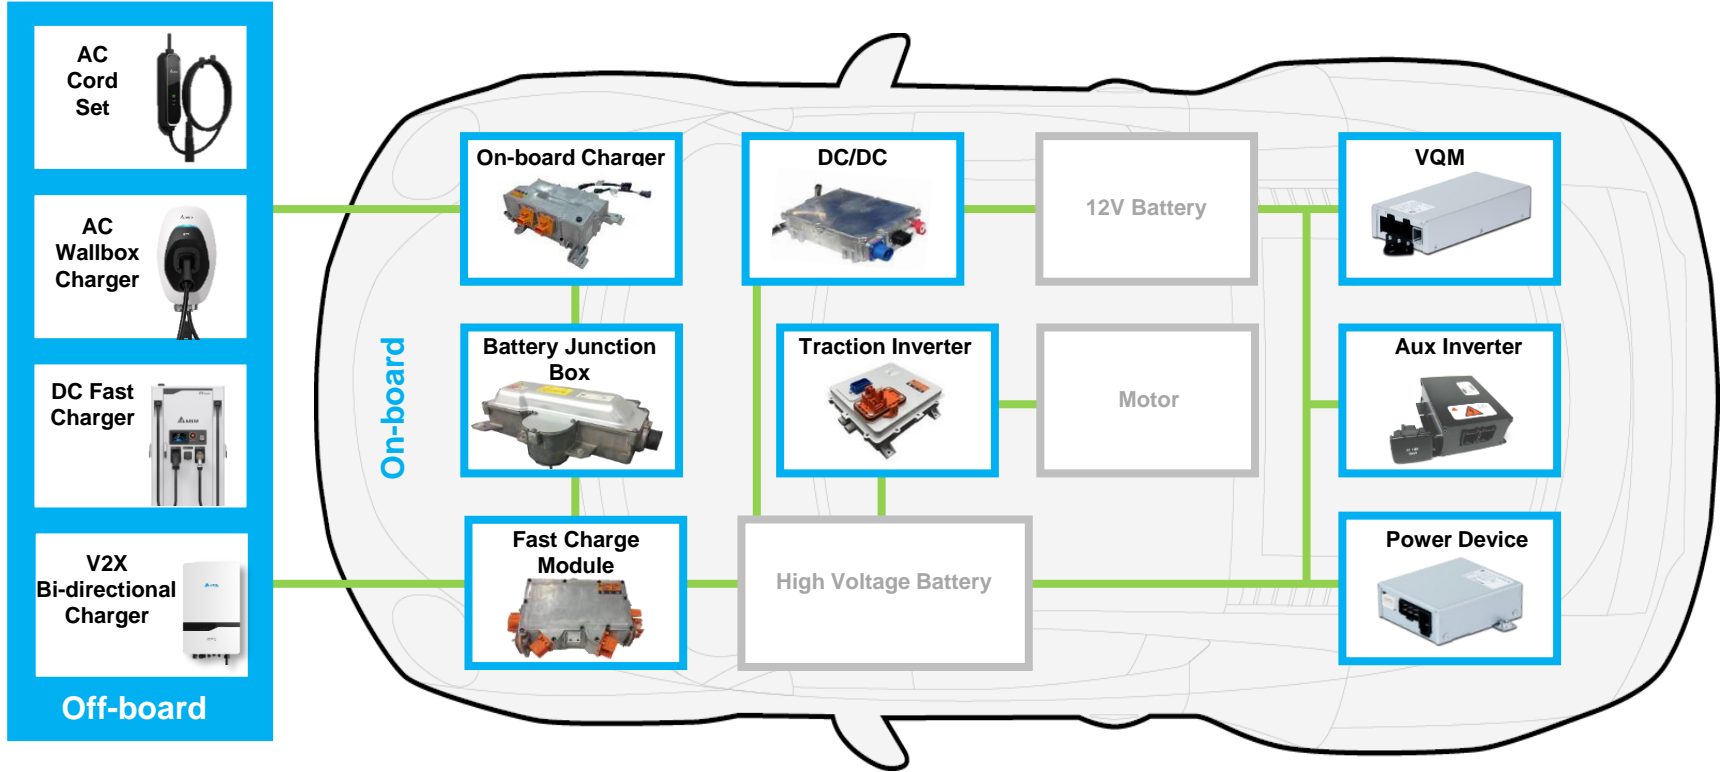 AC
Cord
Set
AC
Wallbox
Charger
DC Fast
Charger
V2X
Bi-directional
Charger
Off-board
On-board
On-board Charger
DC/DC
12V Battery
VQM
Battery Junction
Box
Traction Inverter
Motor
Aux Inverter
Fast Charge
Module
High Voltage Battery
Power Device